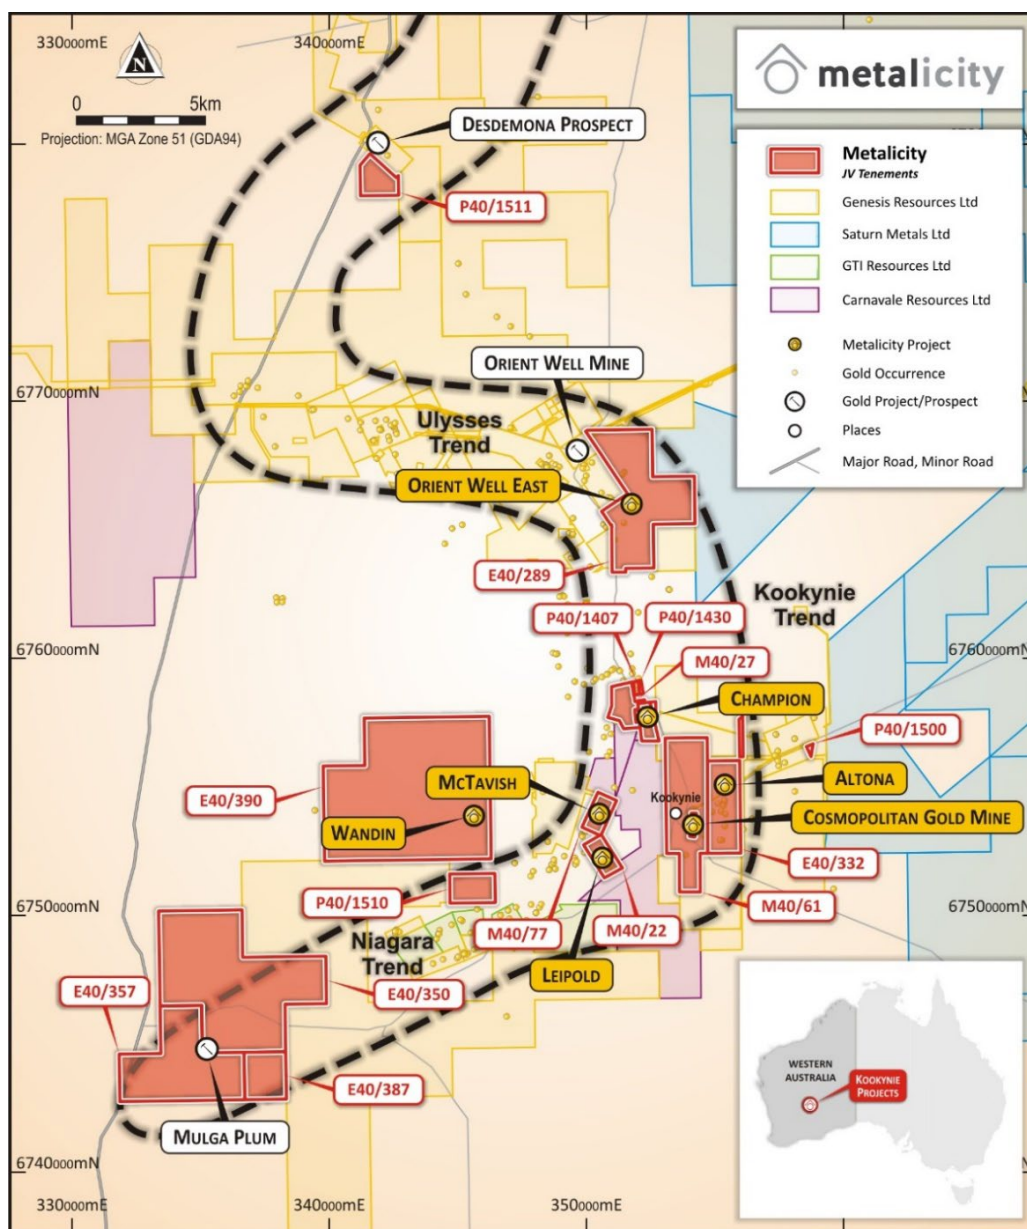 330000mE
340000mE
N
0 5km
Projection: MGA Zone 51 (GDA94)
metalicity
DESDEMONA PROSPECT
P40/1511
Metalicity
JV Tenements
Genesis Resources Ltd
Saturn Metals Ltd
GTI Resources Ltd
Carnavale Resources Ltd
Metalicity Project
Gold Occurrence
Gold Project/Prospect
Places
Major Road, Minor Road
ORIENT WELL MINE
6770000mN
Ulysses
Trend
ORIENT WELL EAST
E40/289
Kookynie
Trend
P40/1407
P40/1430
6760000mN
6760000mN
M40/27
CHAMPION
P40/1500
MCTAVISH
ALTONA
E40/390
Kookynie
WANDIN
COSMOPOLITAN GOLD MINE
E40/332
P40/1510
M40/61
6750000mN
6750000mN
M40/77
M40/22
Niagara
Trend
LEIPOLD
E40/357
E40/350
E40/387
MULGA PLUM
WESTERN
AUSTRALIA
KOOKYNIE
PROJECTS
6740000mN
330000mE
340000mE
350000mE